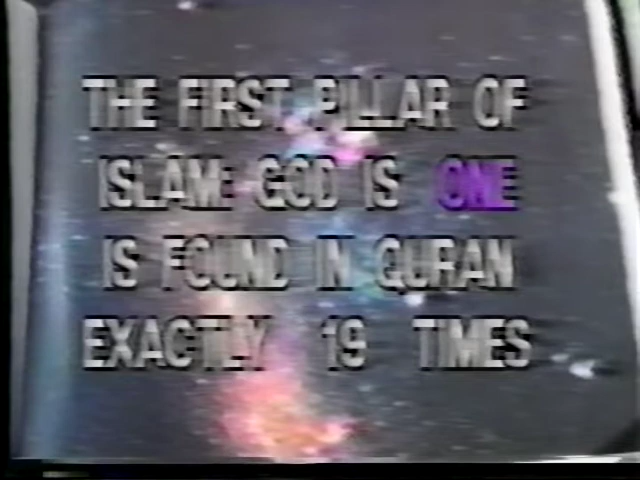 THE FIRST PILLAR OF
ISLAM: GOD IS ONE
IS FOUND IN QURAN
EXACTLY 19 TIMES